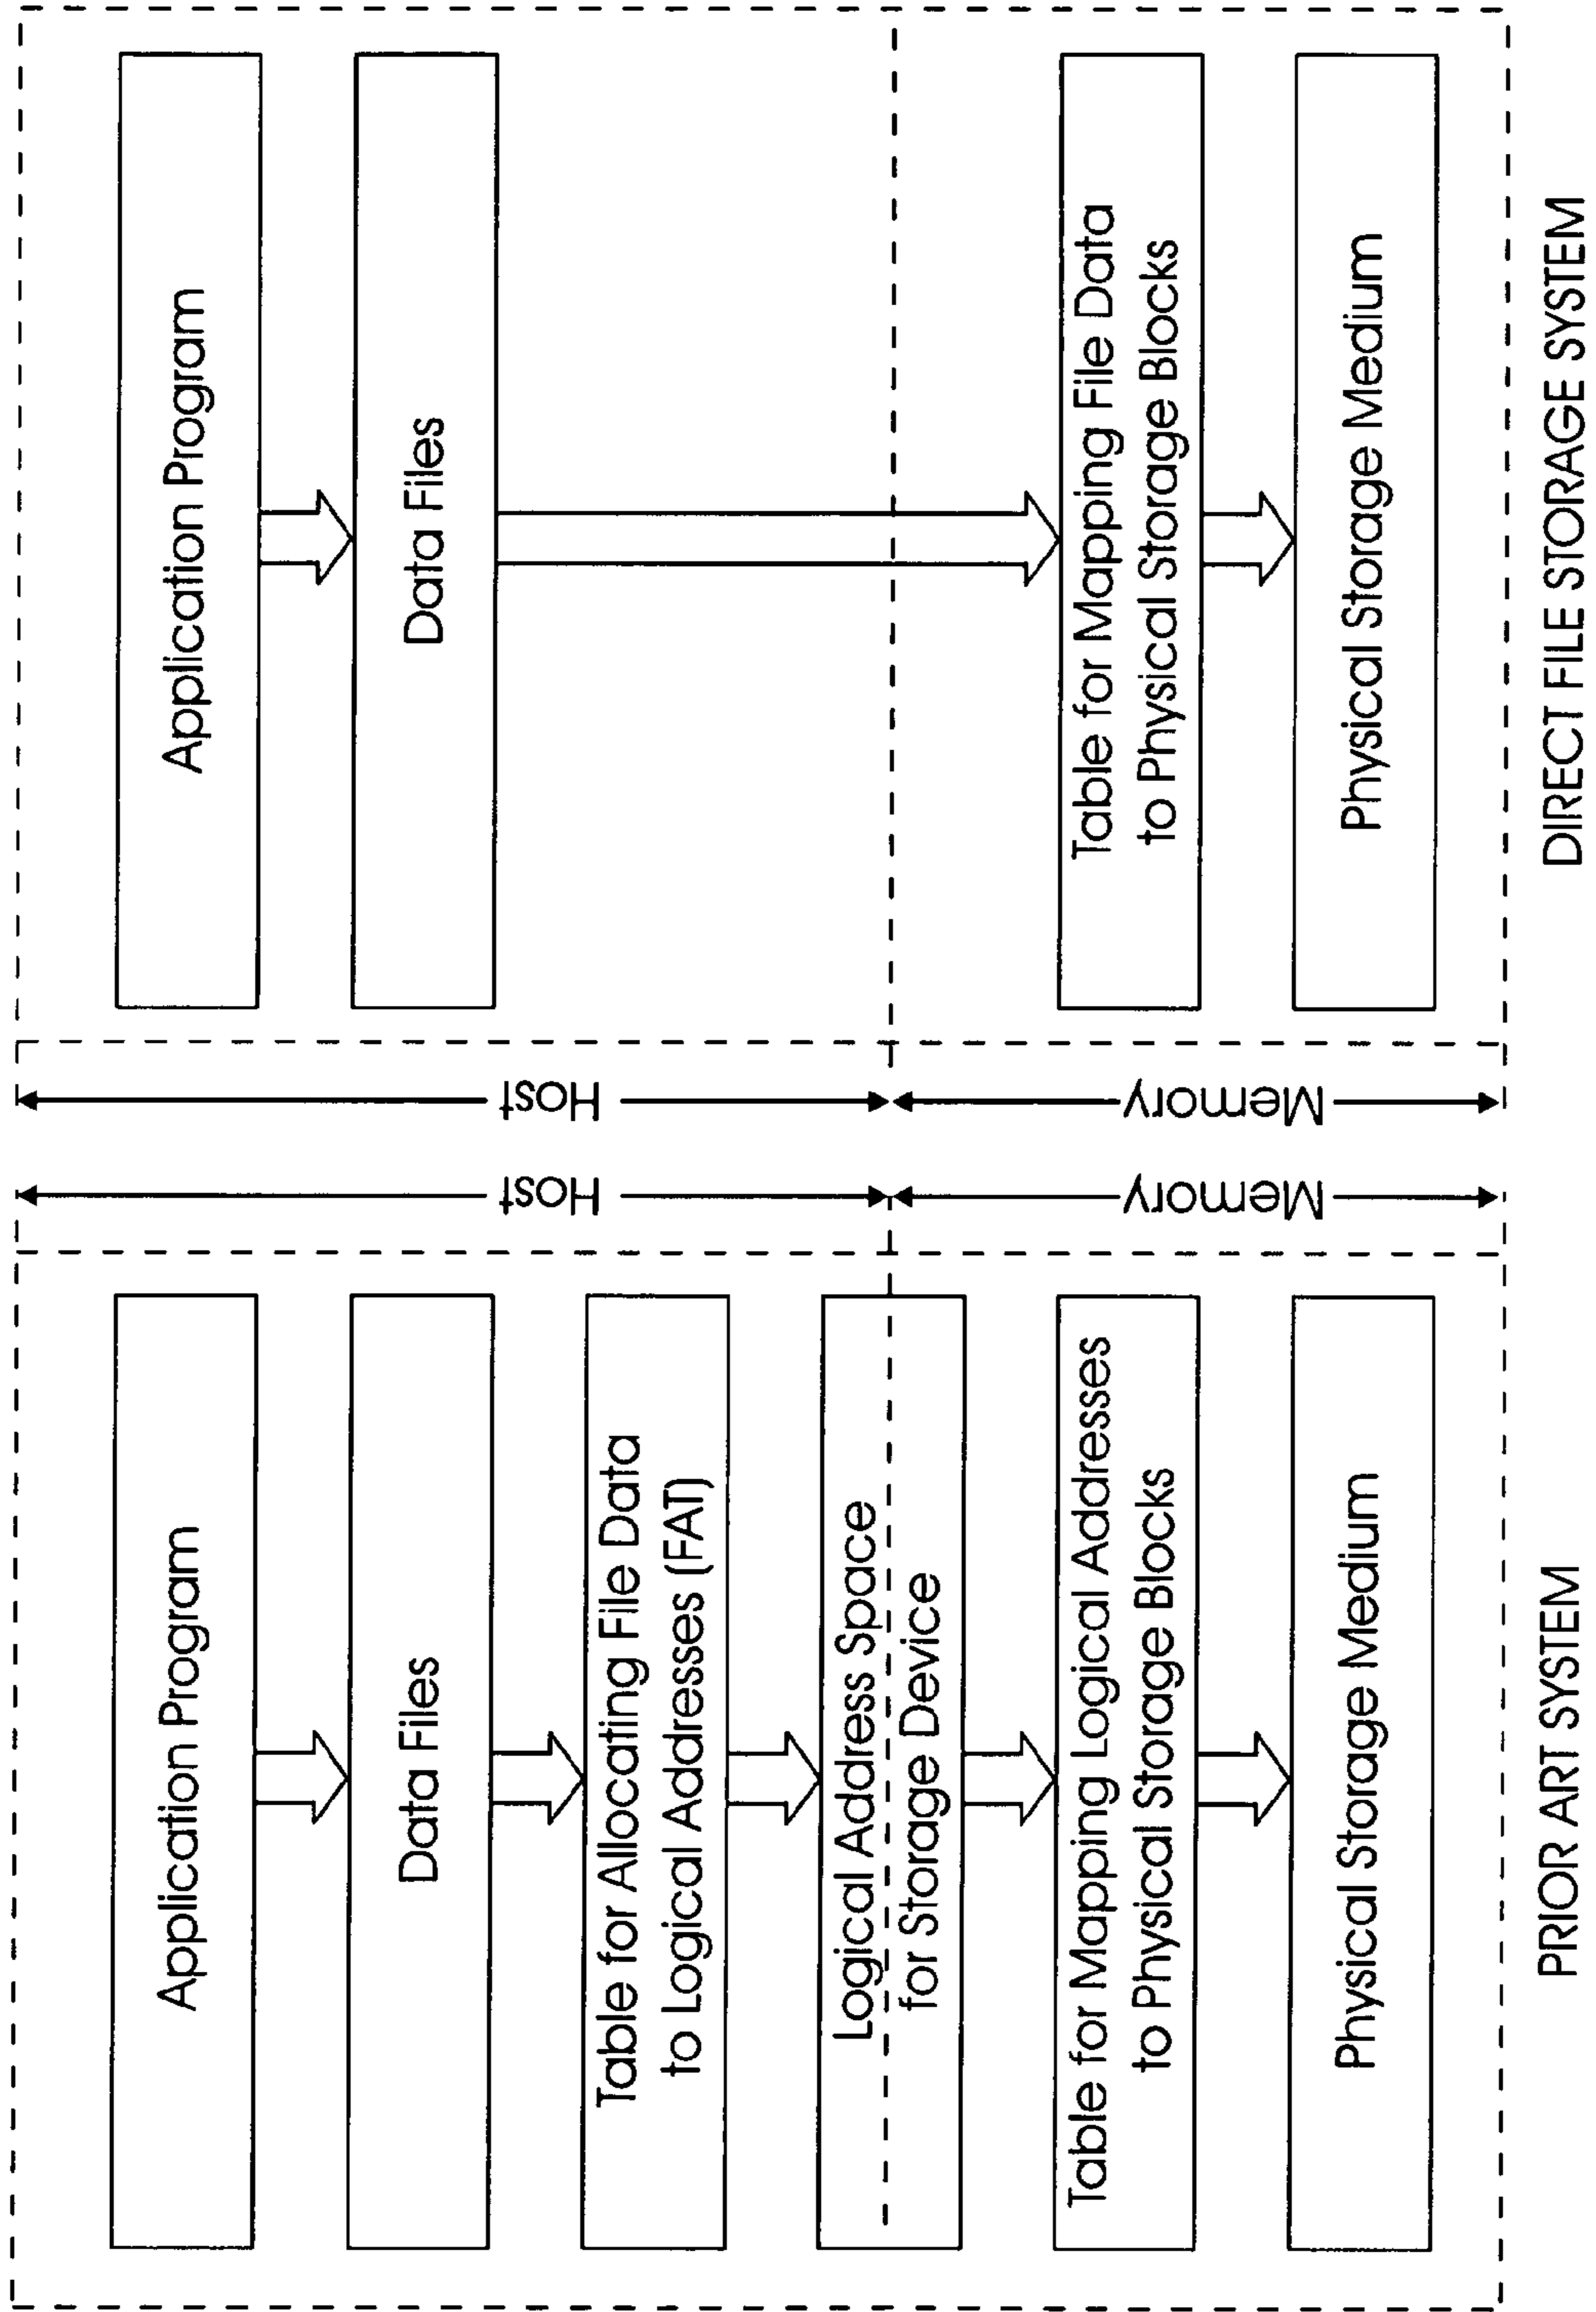 Application Program
Data Files
Table for Allocating File Data
to Logical Addresses (FAT)
Logical Address Space
for Storage Device
Table for Mapping Logical Addresses
to Physical Storage Blocks
Physical Storage Medium
PRIOR ART SYSTEM
Host
Memory
Host
Memory
Application Program
Data Files
Table for Mapping File Data
to Physical Storage Blocks
Physical Storage Medium
DIRECT FILE STORAGE SYSTEM